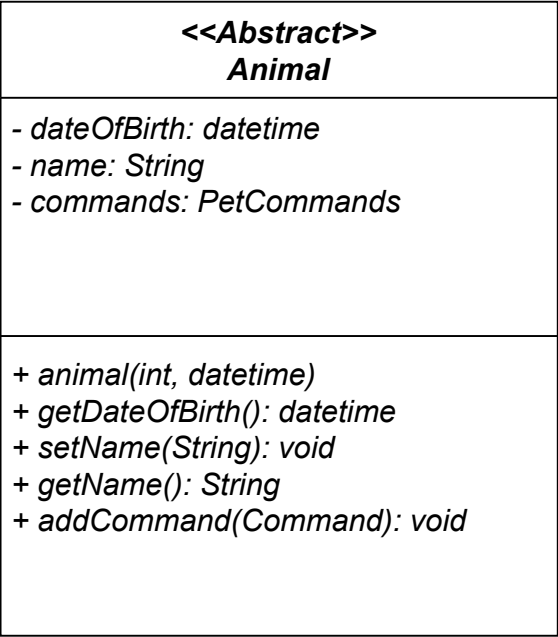 <<Abstract>>
Animal
- dateOfBirth: datetime
- name: String
- commands: PetCommands
+ animal(int, datetime)
+ getDateOfBirth(): datetime
+ setName(String): void
+ getName(): String
+ addCommand(Command): void